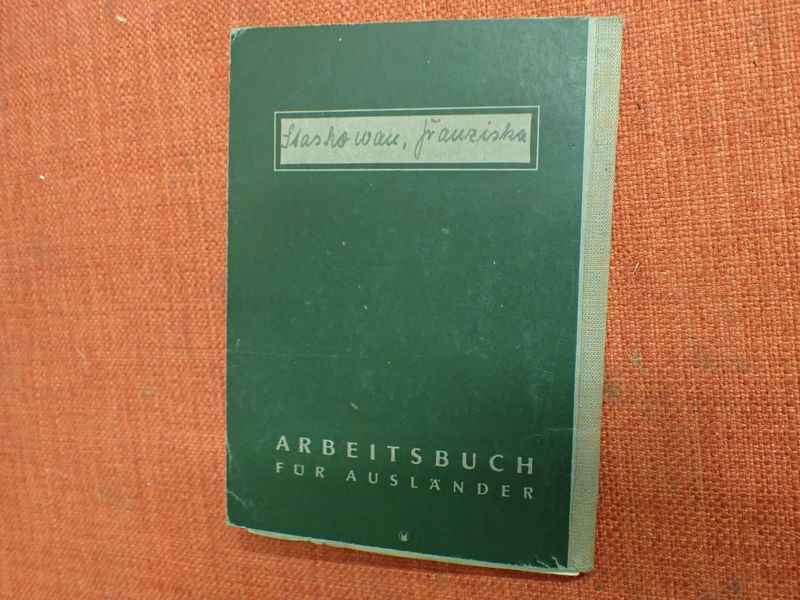 Staskowan, Franziska
ARBEITSBUCH
FÜR AUSLÄNDER